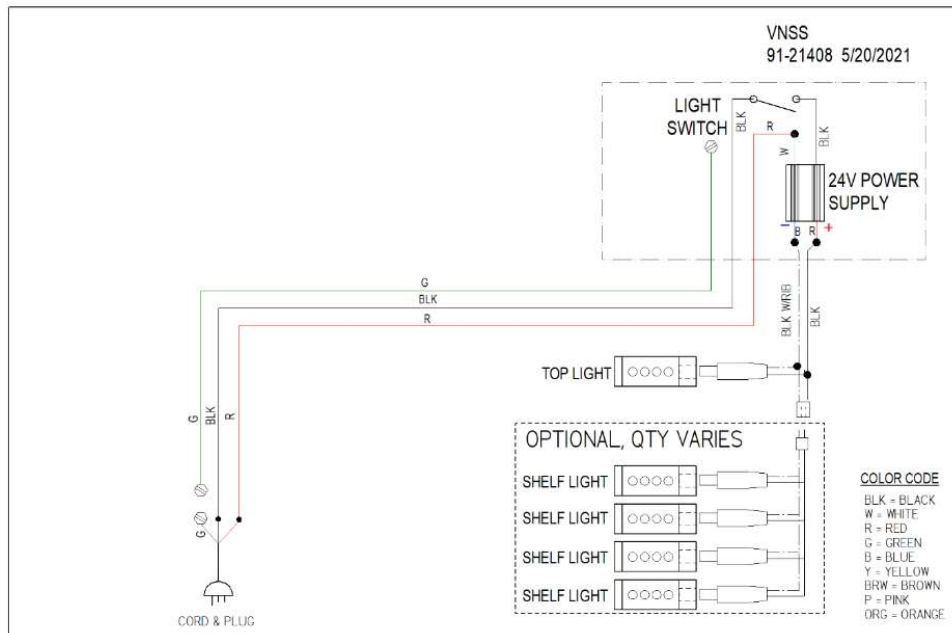 VNSS
91-21408 5/20/2021
LIGHT
SWITCH
BLK
R
W
BLK
24V POWER
SUPPLY
–
B
R
+
G
BLK
R
BLK W/RIB
BLK
TOP LIGHT
G
BLK
R
OPTIONAL, QTY VARIES
SHELF LIGHT
SHELF LIGHT
SHELF LIGHT
SHELF LIGHT
G
CORD & PLUG
COLOR CODE
BLK = BLACK
W = WHITE
R = RED
G = GREEN
B = BLUE
Y = YELLOW
BRW = BROWN
P = PINK
ORG = ORANGE